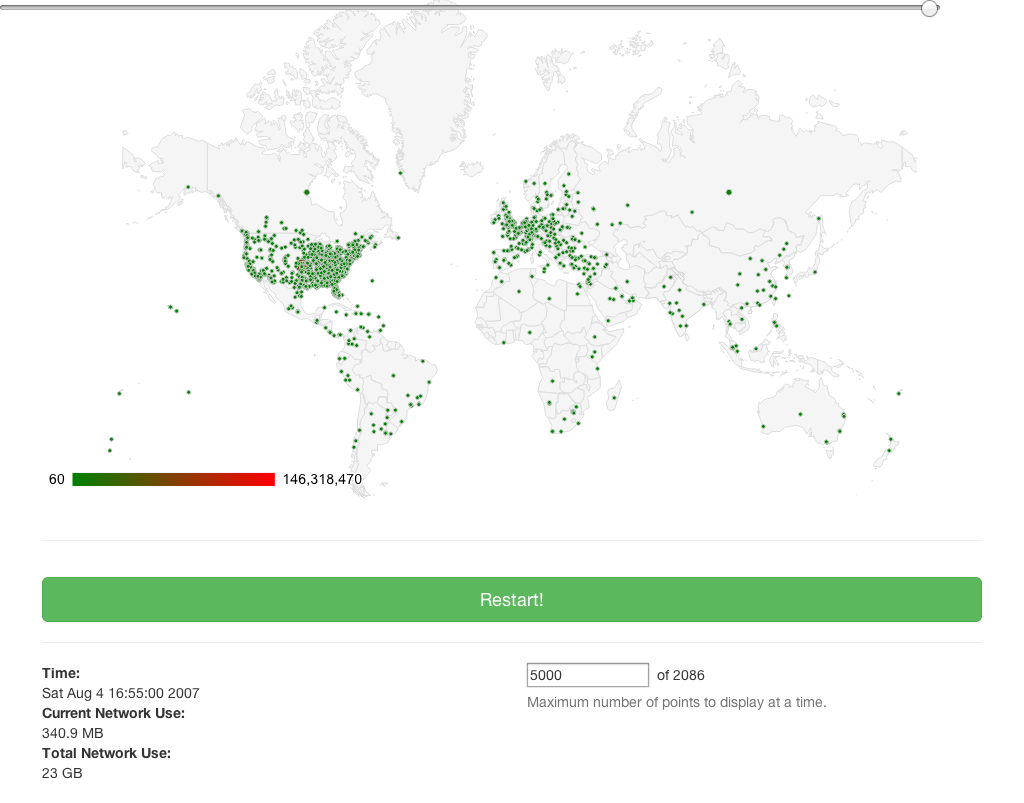 60 146,318,470
Restart!
Time:
Sat Aug 4 16:55:00 2007
Current Network Use:
340.9 MB
Total Network Use:
23 GB
5000 of 2086
Maximum number of points to display at a time.